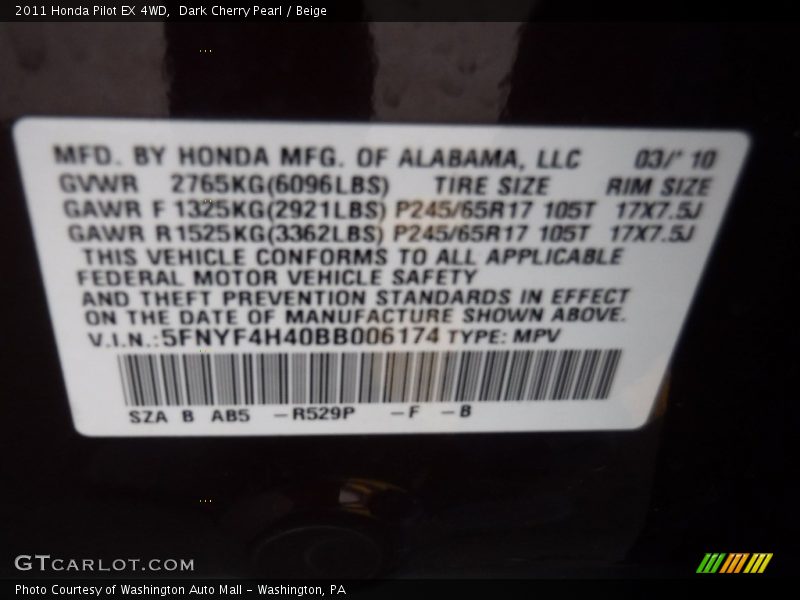 2011 Honda Pilot EX 4WD,  Dark Cherry Pearl / Beige
MFD. BY HONDA MFG. OF ALABAMA, LLC 03/' 10
GVWR 2765KG(6096LBS) TIRE SIZE RIM SIZE
GAWR F 1325KG(2921LBS) P245/65R17 105T 17X7.5J
GAWR R 1525KG(3362LBS) P245/65R17 105T 17X7.5J
THIS VEHICLE CONFORMS TO ALL APPLICABLE
FEDERAL MOTOR VEHICLE SAFETY
AND THEFT PREVENTION STANDARDS IN EFFECT
ON THE DATE OF MANUFACTURE SHOWN ABOVE.
V.I.N.:5FNYF4H40BB006174 TYPE: MPV
SZA B AB5 -R529P -F -B
GTCARLOT.COM
Photo Courtesy of Washington Auto Mall - Washington, PA